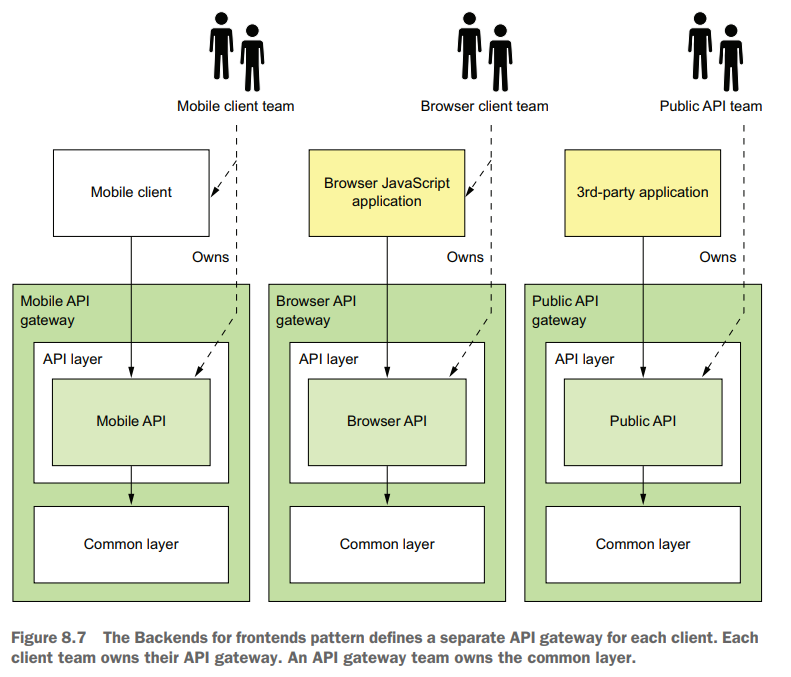 Mobile client team
Browser client team
Public API team
Mobile client
Browser JavaScript
application
3rd-party application
Owns
Owns
Owns
Mobile API
gateway
Browser API
gateway
Public API
gateway
API layer
API layer
API layer
Mobile API
Browser API
Public API
Common layer
Common layer
Common layer
Figure 8.7 The Backends for frontends pattern defines a separate API gateway for each client. Each
client team owns their API gateway. An API gateway team owns the common layer.